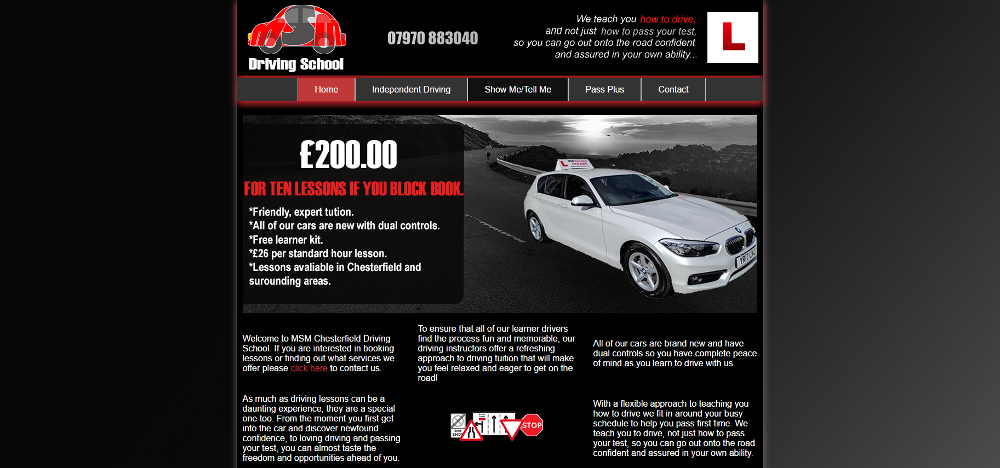 MSM
Driving School
07970 883040
We teach you how to drive,
and not just how to pass your test,
so you can go out onto the road confident
and assured in your own ability...
L
Home
Independent Driving
Show Me/Tell Me
Pass Plus
Contact
£200.00
FOR TEN LESSONS IF YOU BLOCK BOOK.
*Friendly, expert tution.
*All of our cars are new with dual controls.
*Free learner kit.
*£26 per standard hour lesson.
*Lessons avaliable in Chesterfield and
surounding areas.
L
Welcome to MSM Chesterfield Driving
School. If you are interested in booking
lessons or finding out what services we
offer please click here to contact us.
To ensure that all of our learner drivers
find the process fun and memorable, our
driving instructors offer a refreshing
approach to driving tuition that will make
you feel relaxed and eager to get on the
road!
All of our cars are brand new and have
dual controls so you have complete peace
of mind as you learn to drive with us.
As much as driving lessons can be a
daunting experience, they are a special
one too. From the moment you first get
into the car and discover newfound
confidence, to loving driving and passing
your test, you can almost taste the
freedom and opportunities ahead of you.
Zone
ENDS
STOP
With a flexible approach to teaching you
how to drive we fit in around your busy
schedule to help you pass first time. We
teach you to drive, not just how to pass
your test, so you can go out onto the road
confident and assured in your own ability.